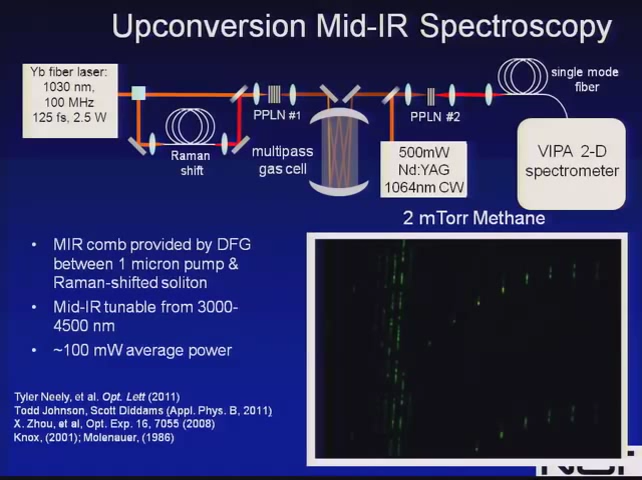 Upconversion Mid-IR Spectroscopy
Yb fiber laser:
1030 nm,
100 MHz
125 fs, 2.5 W
PPLN #1
Raman
shift
multipass
gas cell
PPLN #2
500mW
Nd:YAG
1064nm CW
single mode
fiber
VIPA 2-D
spectrometer
2 mTorr Methane
• MIR comb provided by DFG
between 1 micron pump &
Raman-shifted soliton
• Mid-IR tunable from 3000-
4500 nm
• ~100 mW average power
Tyler Neely, et al. Opt. Lett (2011)
Todd Johnson, Scott Diddams (Appl. Phys. B, 2011)
X. Zhou, et al, Opt. Exp. 16, 7055 (2008)
Knox, (2001); Molenauer, (1986)